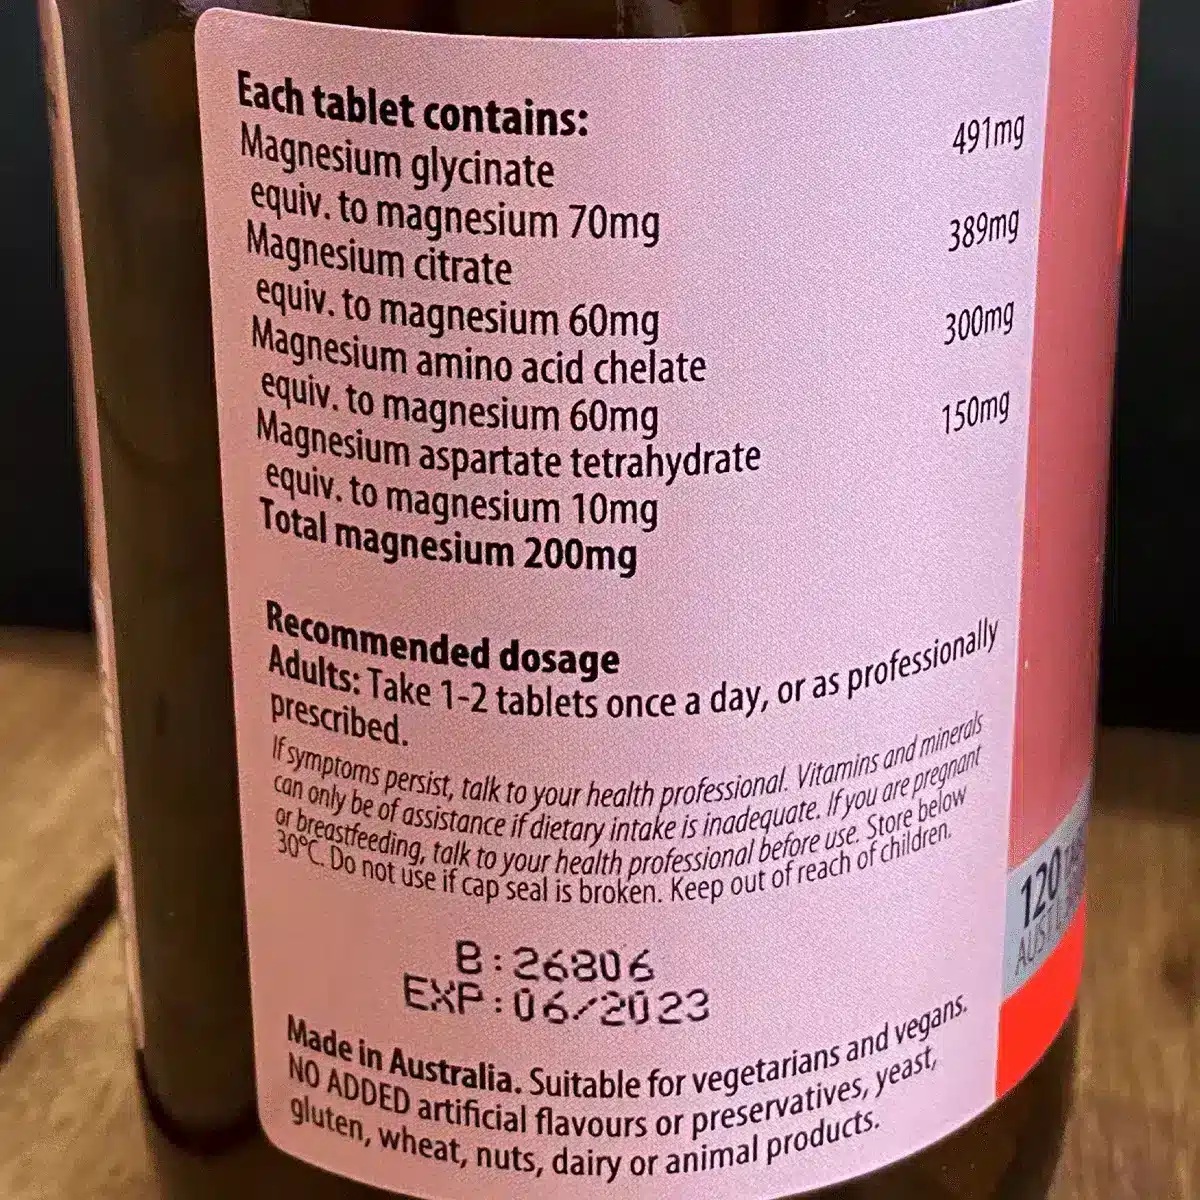 Each tablet contains:
Magnesium glycinate 491mg
equiv. to magnesium 70mg
Magnesium citrate 389mg
equiv. to magnesium 60mg
Magnesium amino acid chelate 300mg
equiv. to magnesium 60mg
Magnesium aspartate tetrahydrate 150mg
equiv. to magnesium 10mg
Total magnesium 200mg
Recommended dosage
Adults: Take 1-2 tablets once a day, or as professionally
prescribed.
If symptoms persist, talk to your health professional. Vitamins and minerals
can only be of assistance if dietary intake is inadequate. If you are pregnant
or breastfeeding, talk to your health professional before use. Store below
30°C. Do not use if cap seal is broken. Keep out of reach of children.
B:26806
EXP:06/2023
Made in Australia. Suitable for vegetarians and vegans.
NO ADDED artificial flavours or preservatives, yeast,
gluten, wheat, nuts, dairy or animal products.
120